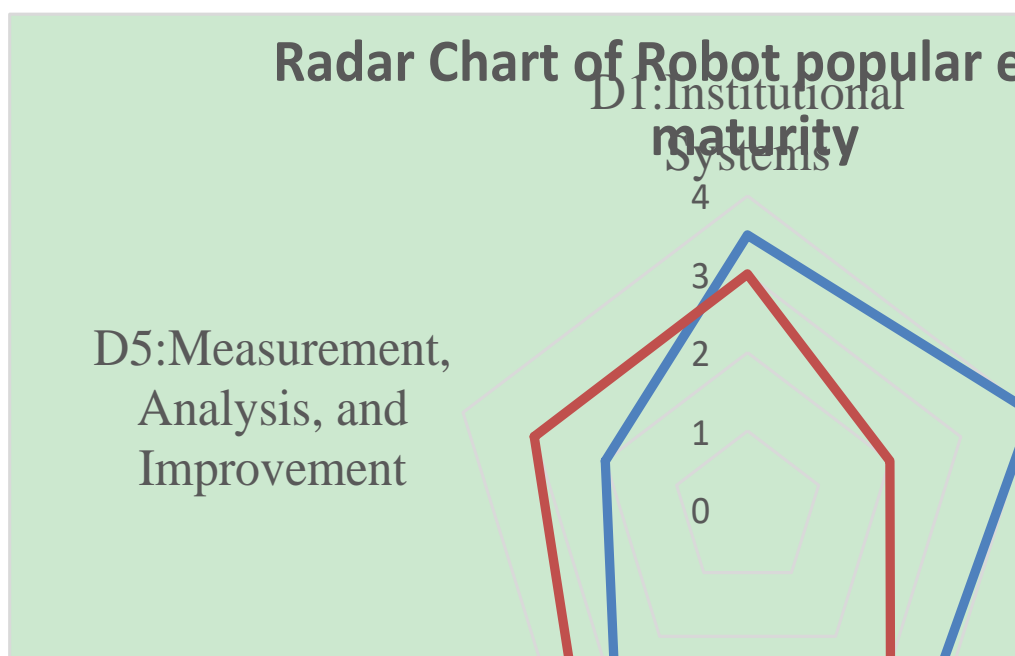 Radar Chart of Robot popular e
maturity
D1:Institutional
Systems
4
3
2
1
0
D5:Measurement,
Analysis, and
Improvement